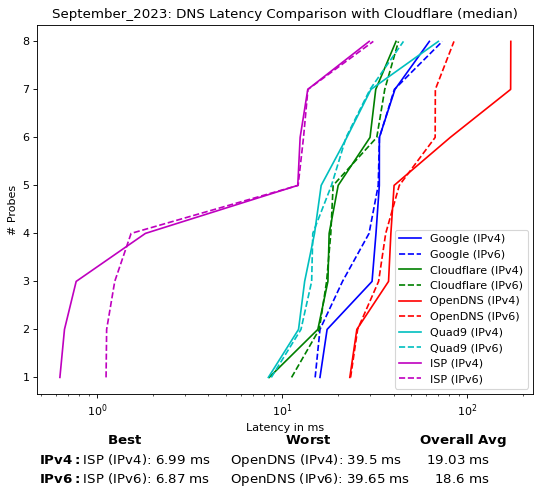 September_2023: DNS Latency Comparison with Cloudflare (median)
# Probes
8
7
6
5
4
3
2
1
Google (IPv4)
Google (IPv6)
Cloudflare (IPv4)
Cloudflare (IPv6)
OpenDNS (IPv4)
OpenDNS (IPv6)
Quad9 (IPv4)
Quad9 (IPv6)
ISP (IPv4)
ISP (IPv6)
10⁰ 10¹ 10²
Latency in ms
Best Worst Overall Avg
IPv4: ISP (IPv4): 6.99 ms OpenDNS (IPv4): 39.5 ms 19.03 ms
IPv6: ISP (IPv6): 6.87 ms OpenDNS (IPv6): 39.65 ms 18.6 ms